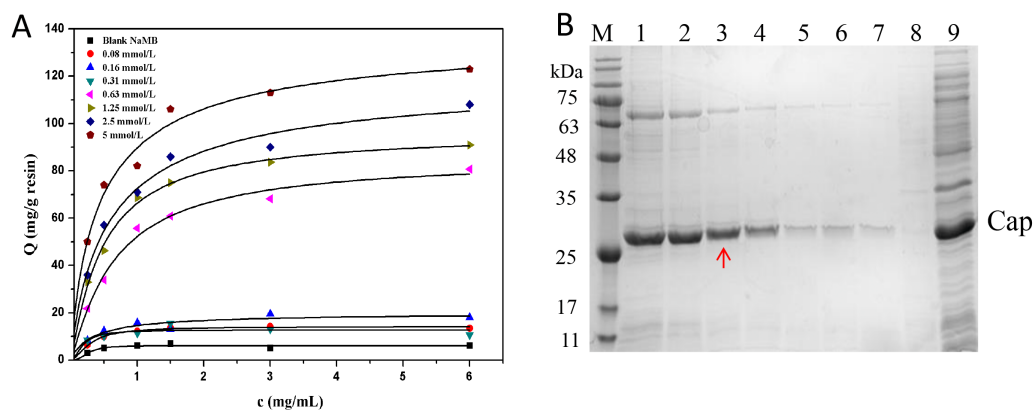 A
Q (mg/g resin)
140
120
100
80
60
40
20
0
Blank NaMB
0.08 mmol/L
0.16 mmol/L
0.31 mmol/L
0.63 mmol/L
1.25 mmol/L
2.5 mmol/L
5 mmol/L
1 2 3 4 5 6
c (mg/mL)
B
M 1 2 3 4 5 6 7 8 9
kDa
75
63
48
35
25
17
11
Cap